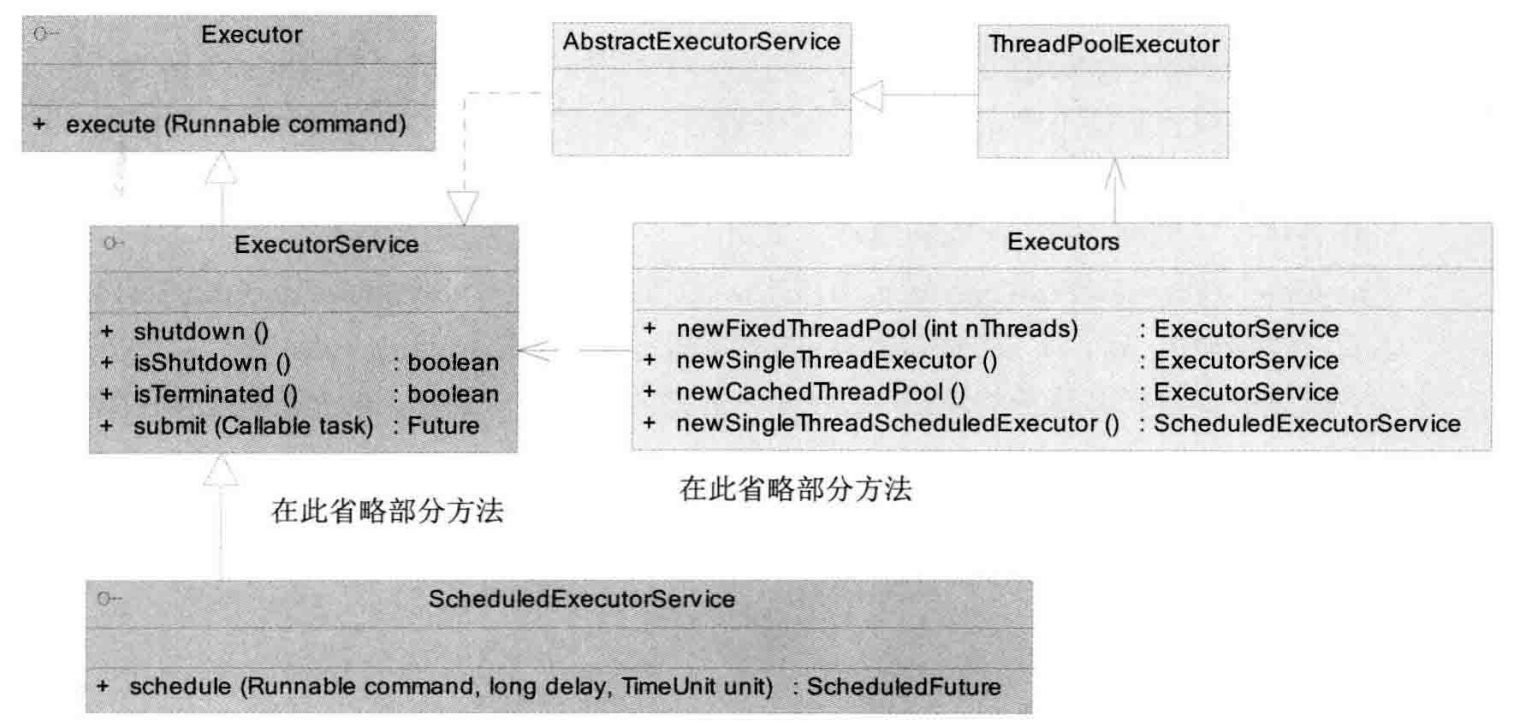 Executor
+ execute (Runnable command)
AbstractExecutorService
ThreadPoolExecutor
ExecutorService
+ shutdown ()
+ isShutdown () : boolean
+ isTerminated () : boolean
+ submit (Callable task) : Future
在此省略部分方法
Executors
+ newFixedThreadPool (int nThreads) : ExecutorService
+ newSingleThreadExecutor () : ExecutorService
+ newCachedThreadPool () : ExecutorService
+ newSingleThreadScheduledExecutor () : ScheduledExecutorService
在此省略部分方法
ScheduledExecutorService
+ schedule (Runnable command, long delay, TimeUnit unit) : ScheduledFuture